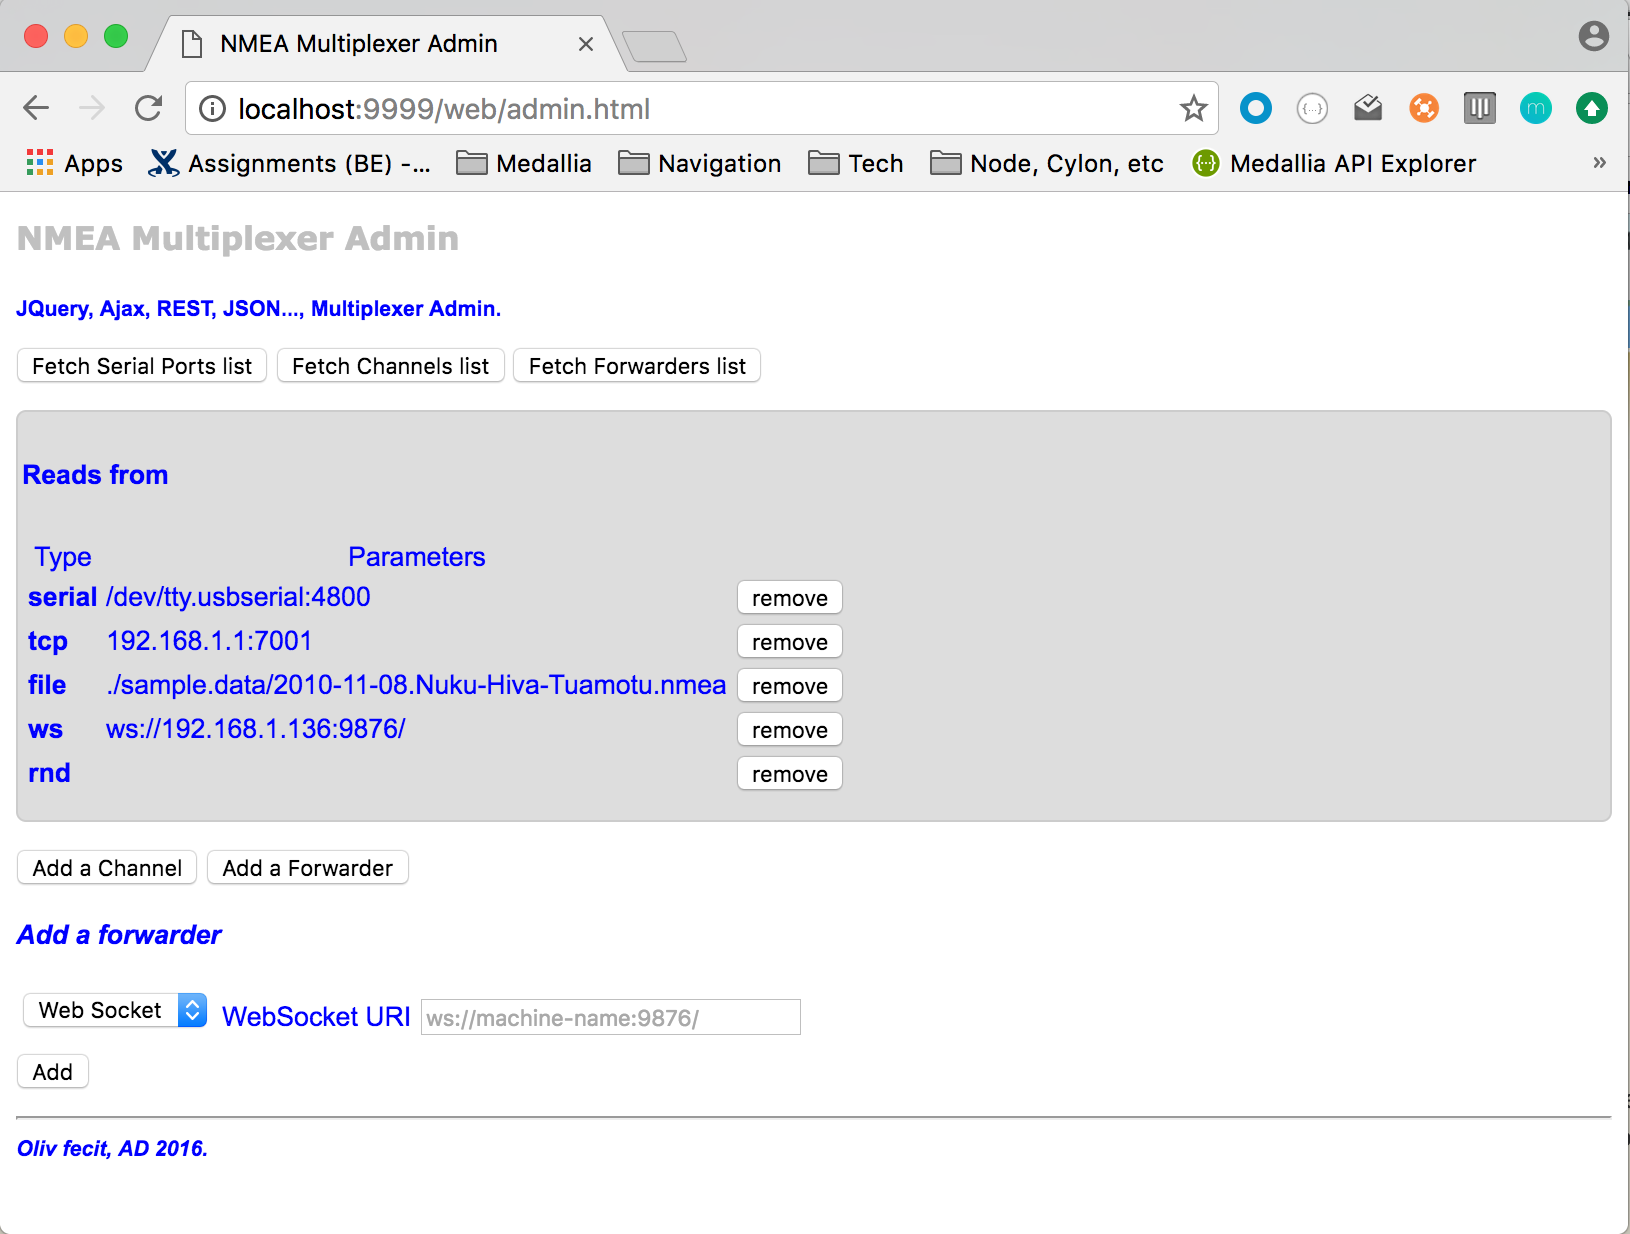 NMEA Multiplexer Admin
localhost:9999/web/admin.html
Apps Assignments (BE) -... Medallia Navigation Tech Node, Cylon, etc Medallia API Explorer »
NMEA Multiplexer Admin
JQuery, Ajax, REST, JSON..., Multiplexer Admin.
Fetch Serial Ports list Fetch Channels list Fetch Forwarders list
Reads from
Type Parameters
serial /dev/tty.usbserial:4800 remove
tcp 192.168.1.1:7001 remove
file ./sample.data/2010-11-08.Nuku-Hiva-Tuamotu.nmea remove
ws ws://192.168.1.136:9876/ remove
rnd remove
Add a Channel Add a Forwarder
Add a forwarder
Web Socket WebSocket URI ws://machine-name:9876/
Add
Oliv fecit, AD 2016.